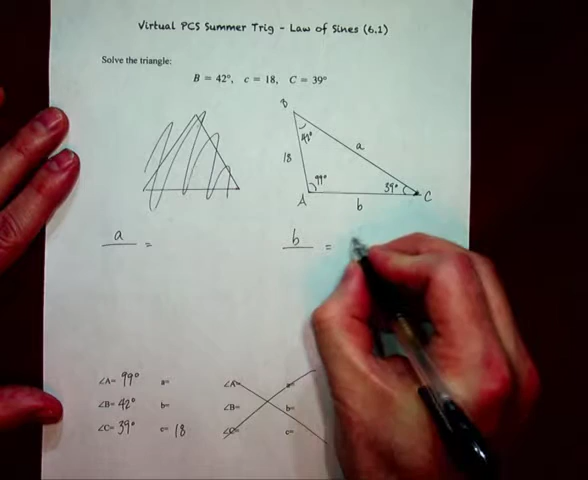 Virtual PCS Summer Trig - Law of Sines (6.1)
Solve the triangle:
B = 42°, c = 18, C = 39°
B
42°
a
18
99°
39°
A
b
C
a =
b =
∠A= 99° a=
∠B= 42° b=
∠C= 39° c= 18
∠A= a=
∠B= b=
∠C= c=